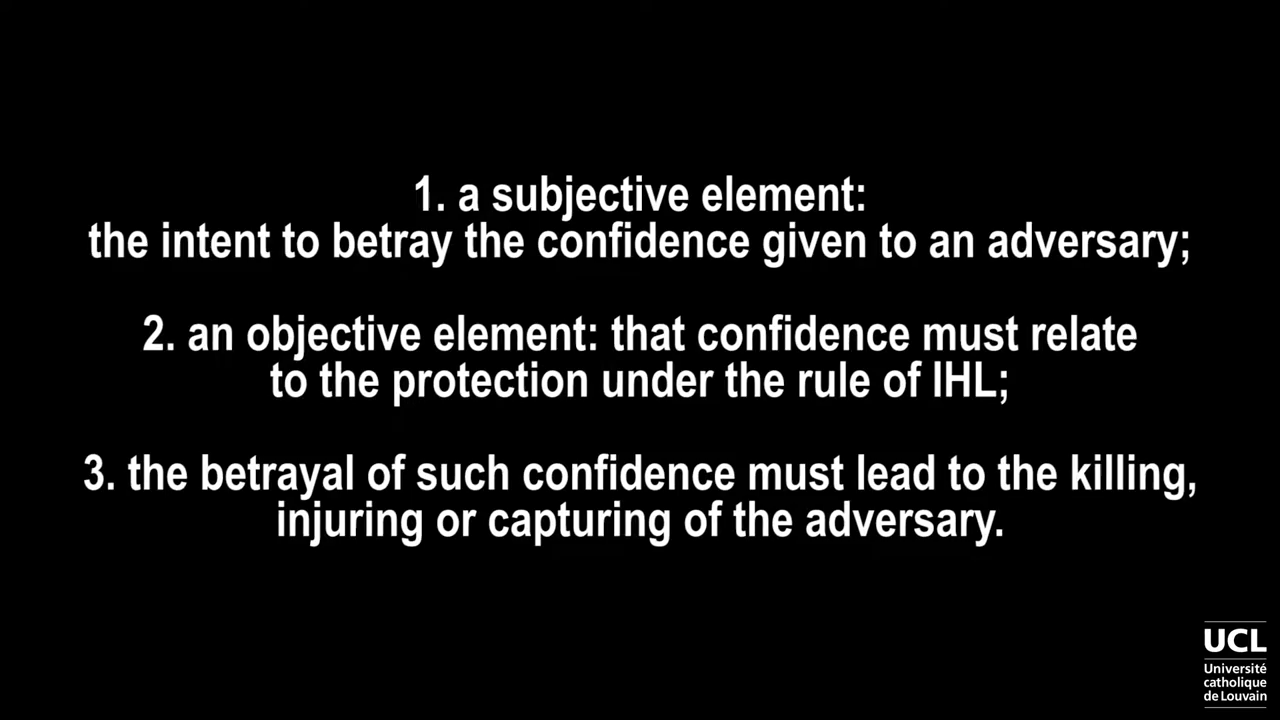 1. a subjective element:
the intent to betray the confidence given to an adversary;
2. an objective element: that confidence must relate
to the protection under the rule of IHL;
3. the betrayal of such confidence must lead to the killing,
injuring or capturing of the adversary.
UCL
Université
catholique
de Louvain